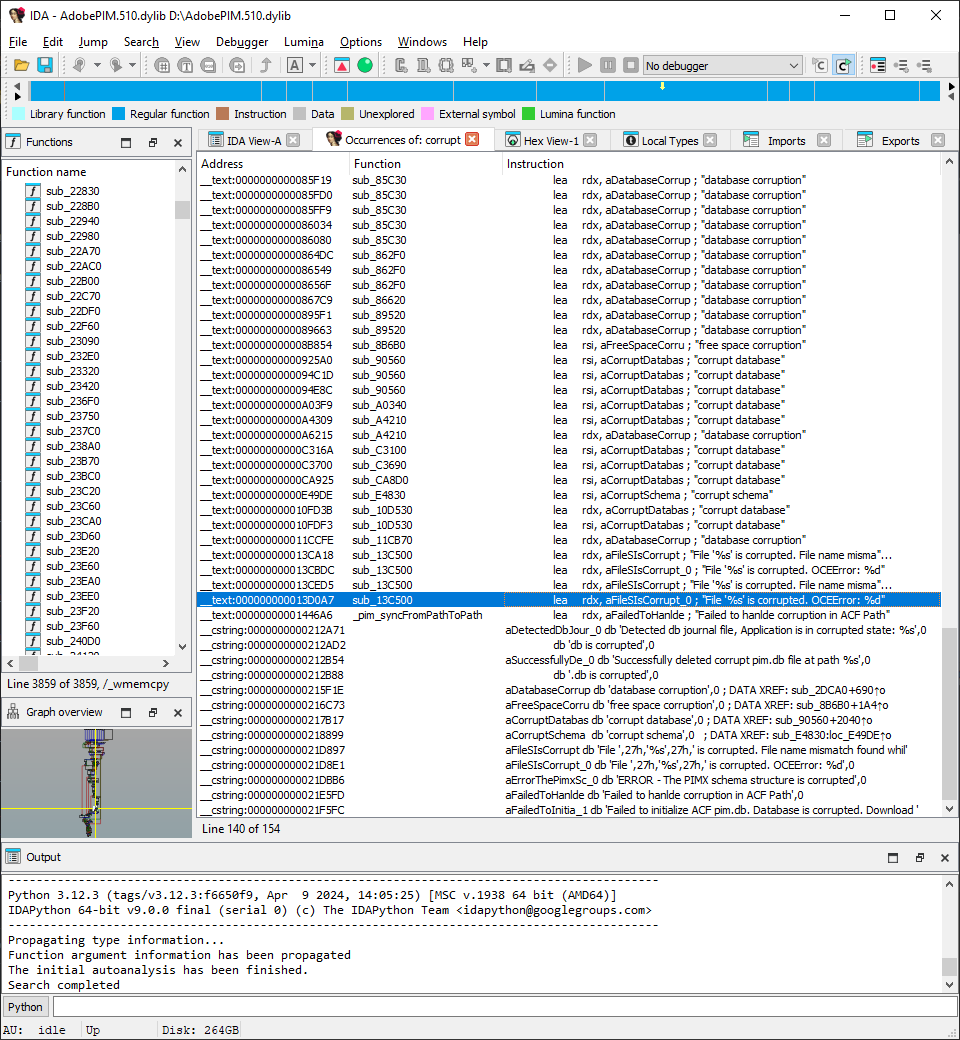 IDA - AdobePIM.510.dylib D:\AdobePIM.510.dylib
File Edit Jump Search View Debugger Lumina Options Windows Help
No debugger
Library function Regular function Instruction Data Unexplored External symbol Lumina function
Functions
IDA View-A Occurrences of: corrupt Hex View-1 Local Types Imports Exports
Function name
sub_22830
sub_228B0
sub_22940
sub_22980
sub_22A70
sub_22AC0
sub_22B00
sub_22C70
sub_22DF0
sub_22F60
sub_23090
sub_232E0
sub_23320
sub_23420
sub_236F0
sub_23750
sub_237C0
sub_238A0
sub_23B70
sub_23BC0
sub_23C20
sub_23C60
sub_23CA0
sub_23D60
sub_23E20
sub_23E60
sub_23EA0
sub_23EE0
sub_23F20
sub_23F60
sub_240D0
Line 3859 of 3859, /_wmemcpy
Graph overview
Address Function Instruction
__text:0000000000085F19 sub_85C30 lea rdx, aDatabaseCorrup ; "database corruption"
__text:0000000000085FD0 sub_85C30 lea rdx, aDatabaseCorrup ; "database corruption"
__text:0000000000085FF9 sub_85C30 lea rdx, aDatabaseCorrup ; "database corruption"
__text:0000000000086034 sub_85C30 lea rdx, aDatabaseCorrup ; "database corruption"
__text:0000000000086080 sub_85C30 lea rdx, aDatabaseCorrup ; "database corruption"
__text:00000000000864DC sub_862F0 lea rdx, aDatabaseCorrup ; "database corruption"
__text:0000000000086549 sub_862F0 lea rdx, aDatabaseCorrup ; "database corruption"
__text:000000000008656F sub_862F0 lea rdx, aDatabaseCorrup ; "database corruption"
__text:00000000000867C9 sub_86620 lea rdx, aDatabaseCorrup ; "database corruption"
__text:00000000000895F1 sub_89520 lea rdx, aDatabaseCorrup ; "database corruption"
__text:0000000000089663 sub_89520 lea rdx, aDatabaseCorrup ; "database corruption"
__text:000000000008B854 sub_8B6B0 lea rsi, aFreeSpaceCorru ; "free space corruption"
__text:00000000000925A0 sub_90560 lea rsi, aCorruptDatabas ; "corrupt database"
__text:0000000000094C1D sub_90560 lea rsi, aCorruptDatabas ; "corrupt database"
__text:0000000000094E8C sub_90560 lea rsi, aCorruptDatabas ; "corrupt database"
__text:00000000000A03F9 sub_A0340 lea rsi, aCorruptDatabas ; "corrupt database"
__text:00000000000A4309 sub_A4210 lea rsi, aCorruptDatabas ; "corrupt database"
__text:00000000000A6215 sub_A4210 lea rdx, aDatabaseCorrup ; "database corruption"
__text:00000000000C316A sub_C3100 lea rsi, aCorruptDatabas ; "corrupt database"
__text:00000000000C3700 sub_C3690 lea rsi, aCorruptDatabas ; "corrupt database"
__text:00000000000CA925 sub_CA8D0 lea rsi, aCorruptDatabas ; "corrupt database"
__text:00000000000E49DE sub_E4830 lea rsi, aCorruptSchema ; "corrupt schema"
__text:000000000010FD3B sub_10D530 lea rdx, aCorruptDatabas ; "corrupt database"
__text:000000000010FDF3 sub_10D530 lea rsi, aCorruptDatabas ; "corrupt database"
__text:000000000011CCFE sub_11CB70 lea rdx, aDatabaseCorrup ; "database corruption"
__text:000000000013CA18 sub_13C500 lea rdx, aFileSIsCorrupt ; "File '%s' is corrupted. File name misma"...
__text:000000000013CBDC sub_13C500 lea rdx, aFileSIsCorrupt_0 ; "File '%s' is corrupted. OCEError: %d"
__text:000000000013CED5 sub_13C500 lea rdx, aFileSIsCorrupt ; "File '%s' is corrupted. File name misma"...
__text:000000000013D0A7 sub_13C500 lea rdx, aFileSIsCorrupt_0 ; "File '%s' is corrupted. OCEError: %d"
__text:00000000001446A6 _pim_syncFromPathToPath lea rdx, aFailedToHanlde ; "Failed to hanlde corruption in ACF Path"
__cstring:0000000000212A71 aDetectedDbJour_0 db 'Detected db journal file, Application is in corrupted state: %s',0
__cstring:0000000000212AD2 db 'db is corrupted',0
__cstring:0000000000212B54 aSuccessfullyDe_0 db 'Successfully deleted corrupt pim.db file at path %s',0
__cstring:0000000000212B88 db '.db is corrupted',0
__cstring:0000000000215F1E aDatabaseCorrup db 'database corruption',0 ; DATA XREF: sub_2DCA0+690↑o
__cstring:0000000000216C73 aFreeSpaceCorru db 'free space corruption',0 ; DATA XREF: sub_8B6B0+1A4↑o
__cstring:0000000000217B17 aCorruptDatabas db 'corrupt database',0 ; DATA XREF: sub_90560+2040↑o
__cstring:0000000000218899 aCorruptSchema db 'corrupt schema',0 ; DATA XREF: sub_E4830:loc_E49DE↑o
__cstring:000000000021D897 aFileSIsCorrupt db 'File ',27h,'%s',27h,' is corrupted. File name mismatch found whil'
__cstring:000000000021D8E1 aFileSIsCorrupt_0 db 'File ',27h,'%s',27h,' is corrupted. OCEError: %d',0
__cstring:000000000021DBB6 aErrorThePimxSc_0 db 'ERROR - The PIMX schema structure is corrupted',0
__cstring:000000000021E5FD aFailedToHanlde db 'Failed to hanlde corruption in ACF Path',0
__cstring:000000000021F5FC aFailedToInitia_1 db 'Failed to initialize ACF pim.db. Database is corrupted. Download '
Line 140 of 154
Output
Python 3.12.3 (tags/v3.12.3:f6650f9, Apr 9 2024, 14:05:25) [MSC v.1938 64 bit (AMD64)]
IDAPython 64-bit v9.0.0 final (serial 0) (c) The IDAPython Team <idapython@googlegroups.com>
Propagating type information...
Function argument information has been propagated
The initial autoanalysis has been finished.
Search completed
Python
AU: idle Up Disk: 264GB